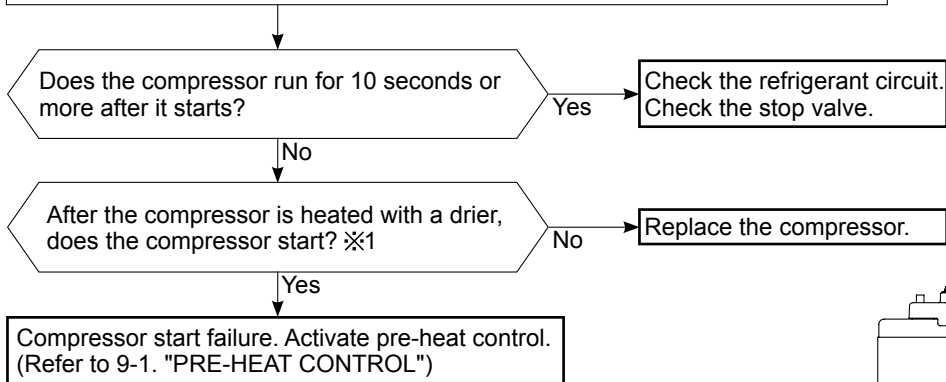 Does the compressor run for 10 seconds or
more after it starts?
Yes
Check the refrigerant circuit.
Check the stop valve.
No
After the compressor is heated with a drier,
does the compressor start? ※1
No
Replace the compressor.
Yes
Compressor start failure. Activate pre-heat control.
(Refer to 9-1. "PRE-HEAT CONTROL")